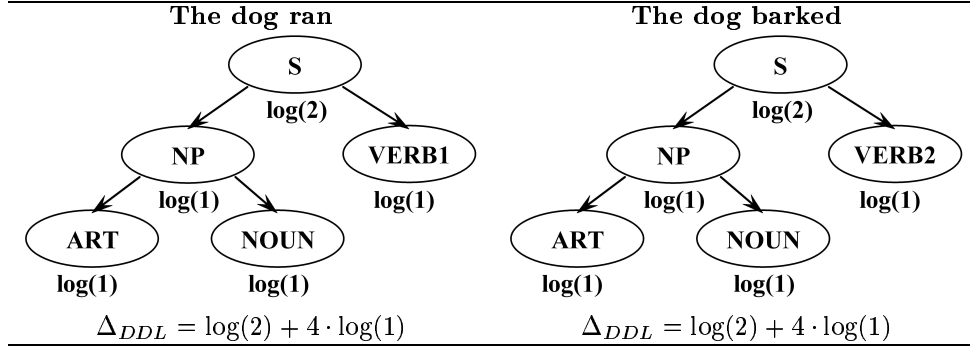 The dog ran
S
log(2)
NP
VERB1
log(1)
log(1)
ART
NOUN
log(1)
log(1)
Δ_DDL = log(2) + 4 · log(1)
The dog barked
S
log(2)
NP
VERB2
log(1)
log(1)
ART
NOUN
log(1)
log(1)
Δ_DDL = log(2) + 4 · log(1)